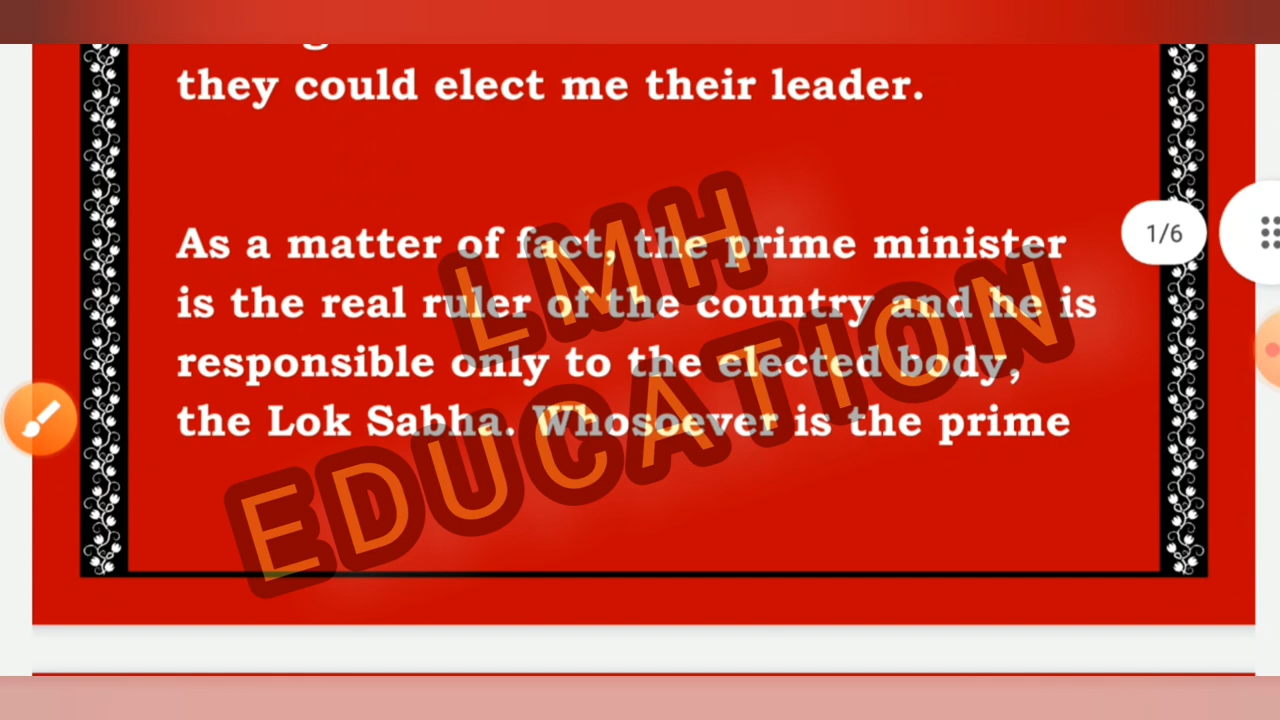 they could elect me their leader.
As a matter of fact, the prime minister
is the real ruler of the country and he is
responsible only to the elected body,
the Lok Sabha. Whosoever is the prime
1/6
LMH
EDUCATION